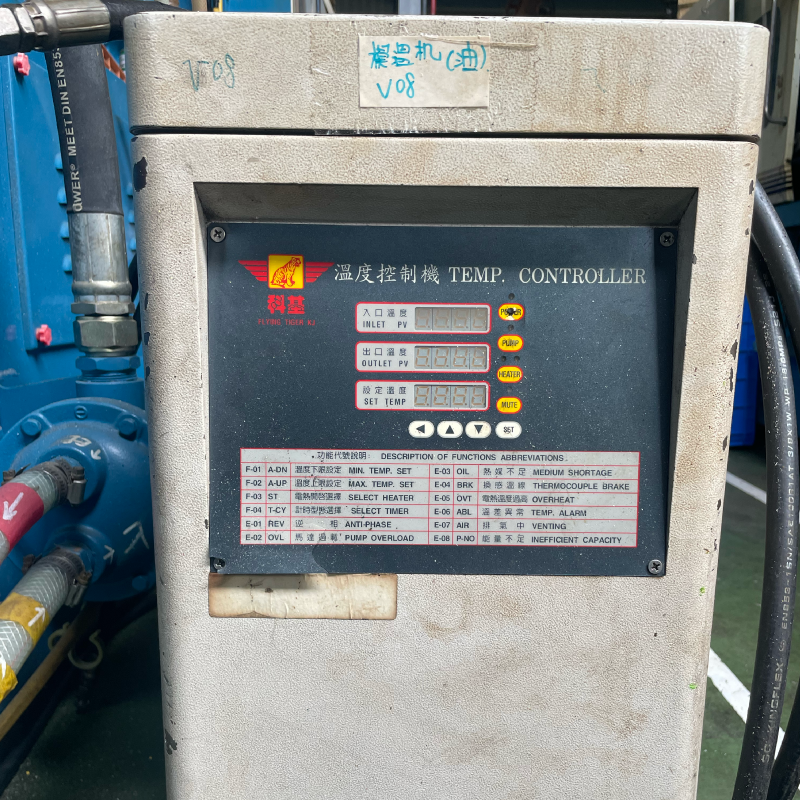 模溫机(油)
V08
V08
溫度控制機 TEMP. CONTROLLER
科基
FLYING TIGER KJ
入口溫度
INLET PV
POWER
PUMP
出口溫度
OUTLET PV
HEATER
設定溫度
SET TEMP
MUTE
SET
功能代號說明: DESCRIPTION OF FUNCTIONS ABBREVIATIONS
F-01 A-DN 溫度下限設定 MIN. TEMP. SET E-03 OIL 熱媒不足 MEDIUM SHORTAGE
F-02 A-UP 溫度上限設定 MAX. TEMP. SET E-04 BRK 換感溫線 THERMOCOUPLE BRAKE
F-03 ST 電熱開啓選擇 SELECT HEATER E-05 OVT 電熱溫度過高 OVERHEAT
F-04 T-CY 計時型態選擇 SELECT TIMER E-06 ABL 溫差異常 TEMP. ALARM
E-01 REV 逆相 ANTI-PHASE E-07 AIR 排氣中 VENTING
E-02 OVL 馬達過載 PUMP OVERLOAD E-08 P-NO 能量不足 INEFFICIENT CAPACITY
MEET DIN EN853